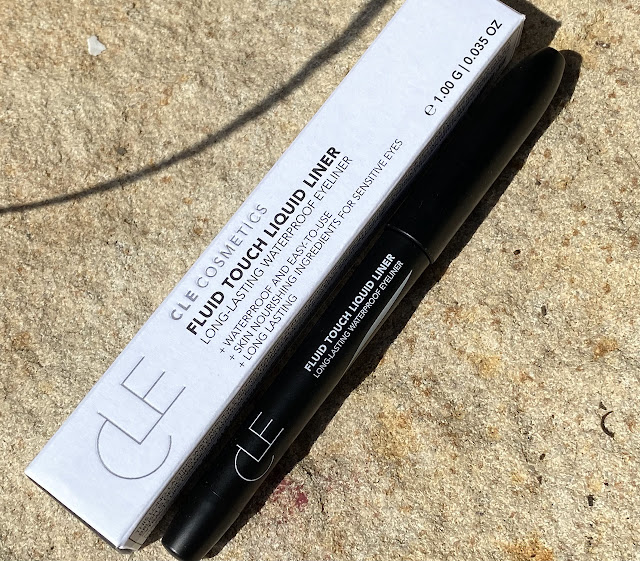 CLE
CLE COSMETICS
FLUID TOUCH LIQUID LINER
LONG-LASTING WATERPROOF EYELINER
+ WATERPROOF AND EASY-TO-USE
+ SKIN NOURISHING INGREDIENTS FOR SENSITIVE EYES
+ LONG LASTING
℮ 1.00 G | 0.035 OZ
CLE
FLUID TOUCH LIQUID LINER
LONG-LASTING WATERPROOF EYELINER